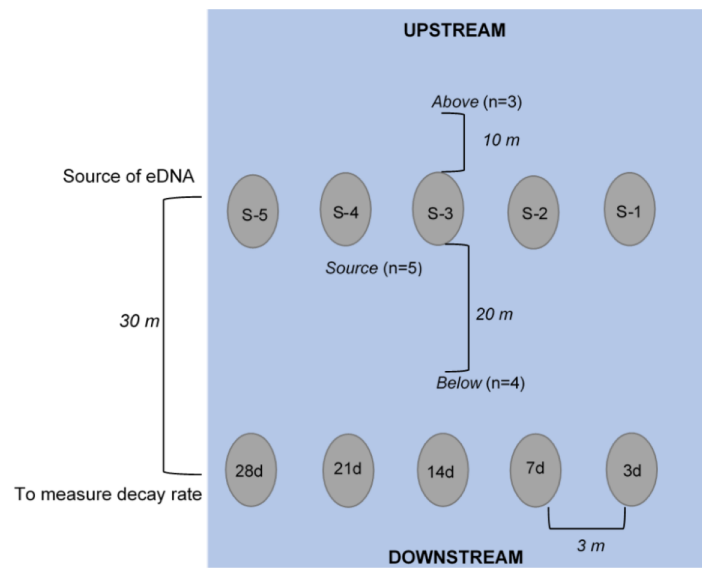 UPSTREAM
Above (n=3)
10 m
Source of eDNA
S-5
S-4
S-3
S-2
S-1
Source (n=5)
30 m
20 m
Below (n=4)
28d
21d
14d
7d
3d
To measure decay rate
3 m
DOWNSTREAM